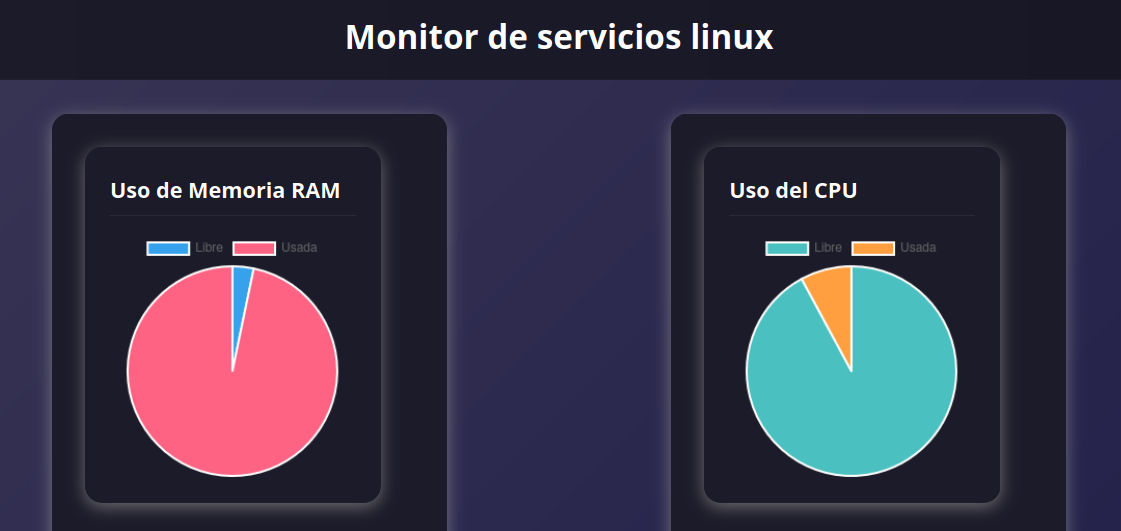 Monitor de servicios linux
Uso de Memoria RAM
Libre Usada
Uso del CPU
Libre Usada